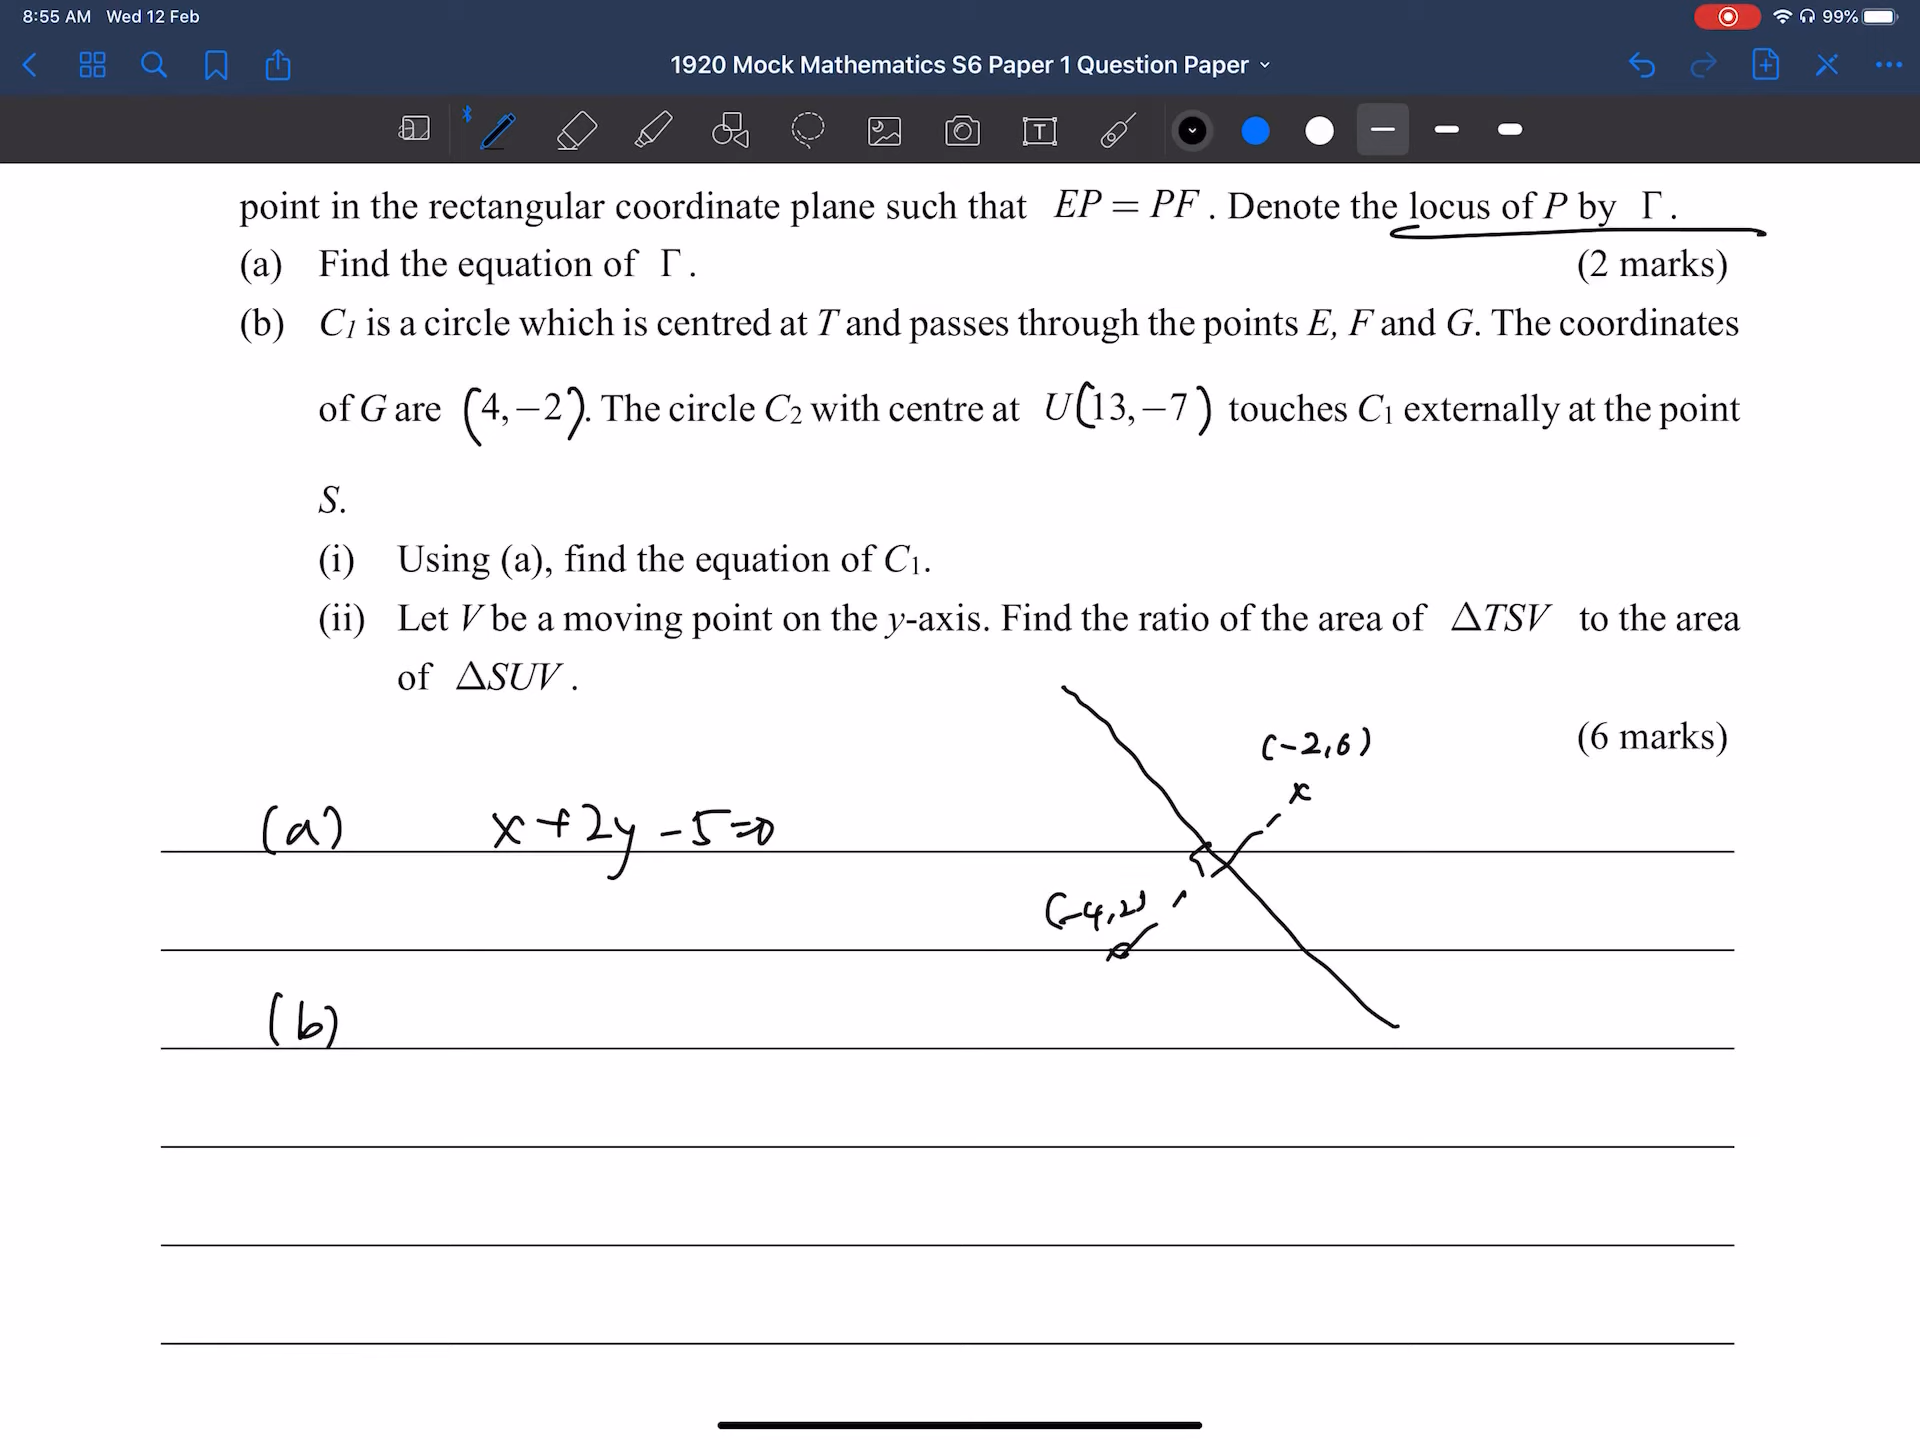 8:55 AM Wed 12 Feb
99%
1920 Mock Mathematics S6 Paper 1 Question Paper
point in the rectangular coordinate plane such that EP = PF. Denote the locus of P by Γ.
(a) Find the equation of Γ. (2 marks)
(b) C₁ is a circle which is centred at T and passes through the points E, F and G. The coordinates
of G are (4,−2). The circle C₂ with centre at U(13,−7) touches C₁ externally at the point
S.
(i) Using (a), find the equation of C₁.
(ii) Let V be a moving point on the y-axis. Find the ratio of the area of ΔTSV to the area
of ΔSUV.
(6 marks)
(-2,6)
x
(a) x+2y-5=0
(-4,2)
(b)